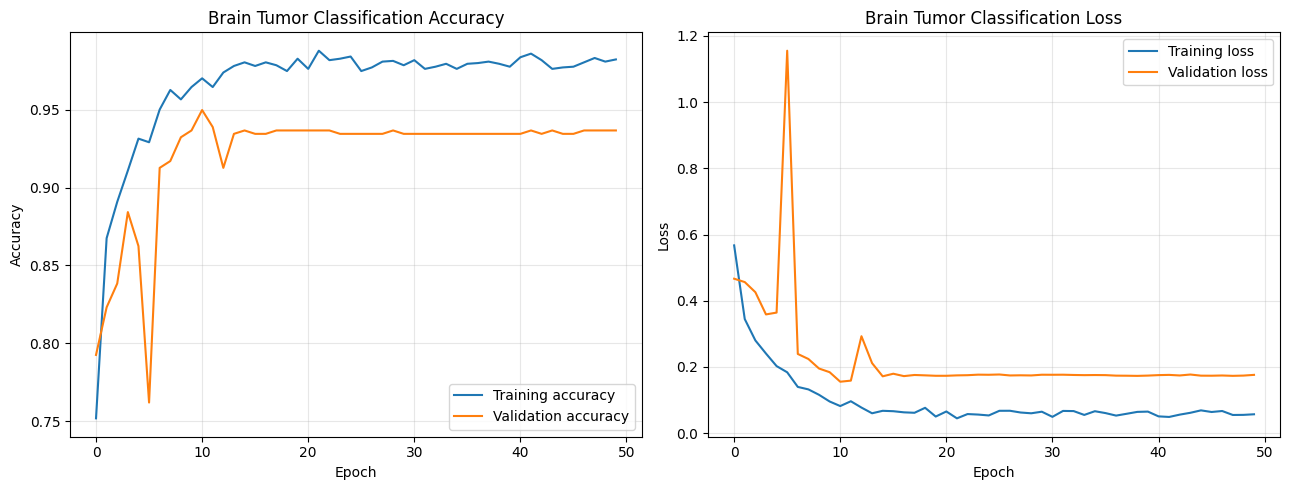 Brain Tumor Classification Accuracy
0.95
0.90
0.85
0.80
0.75
Accuracy
Training accuracy
Validation accuracy
0
10
20
30
40
50
Epoch
Brain Tumor Classification Loss
1.2
1.0
0.8
0.6
0.4
0.2
0.0
Loss
Training loss
Validation loss
0
10
20
30
40
50
Epoch